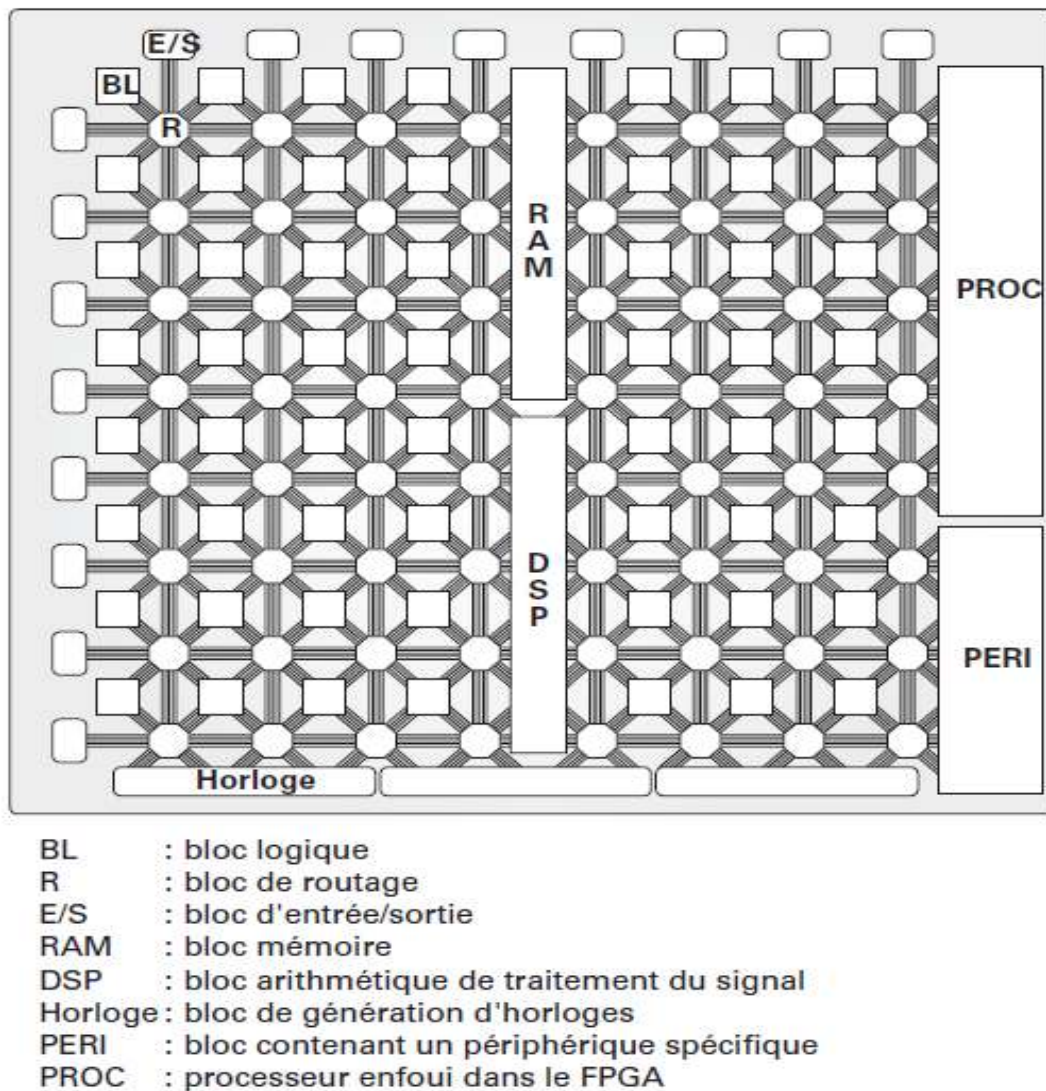 E/S
BL
R
RAM
PROC
DSP
PERI
Horloge
BL : bloc logique
R : bloc de routage
E/S : bloc d'entrée/sortie
RAM : bloc mémoire
DSP : bloc arithmétique de traitement du signal
Horloge : bloc de génération d'horloges
PERI : bloc contenant un périphérique spécifique
PROC : processeur enfoui dans le FPGA